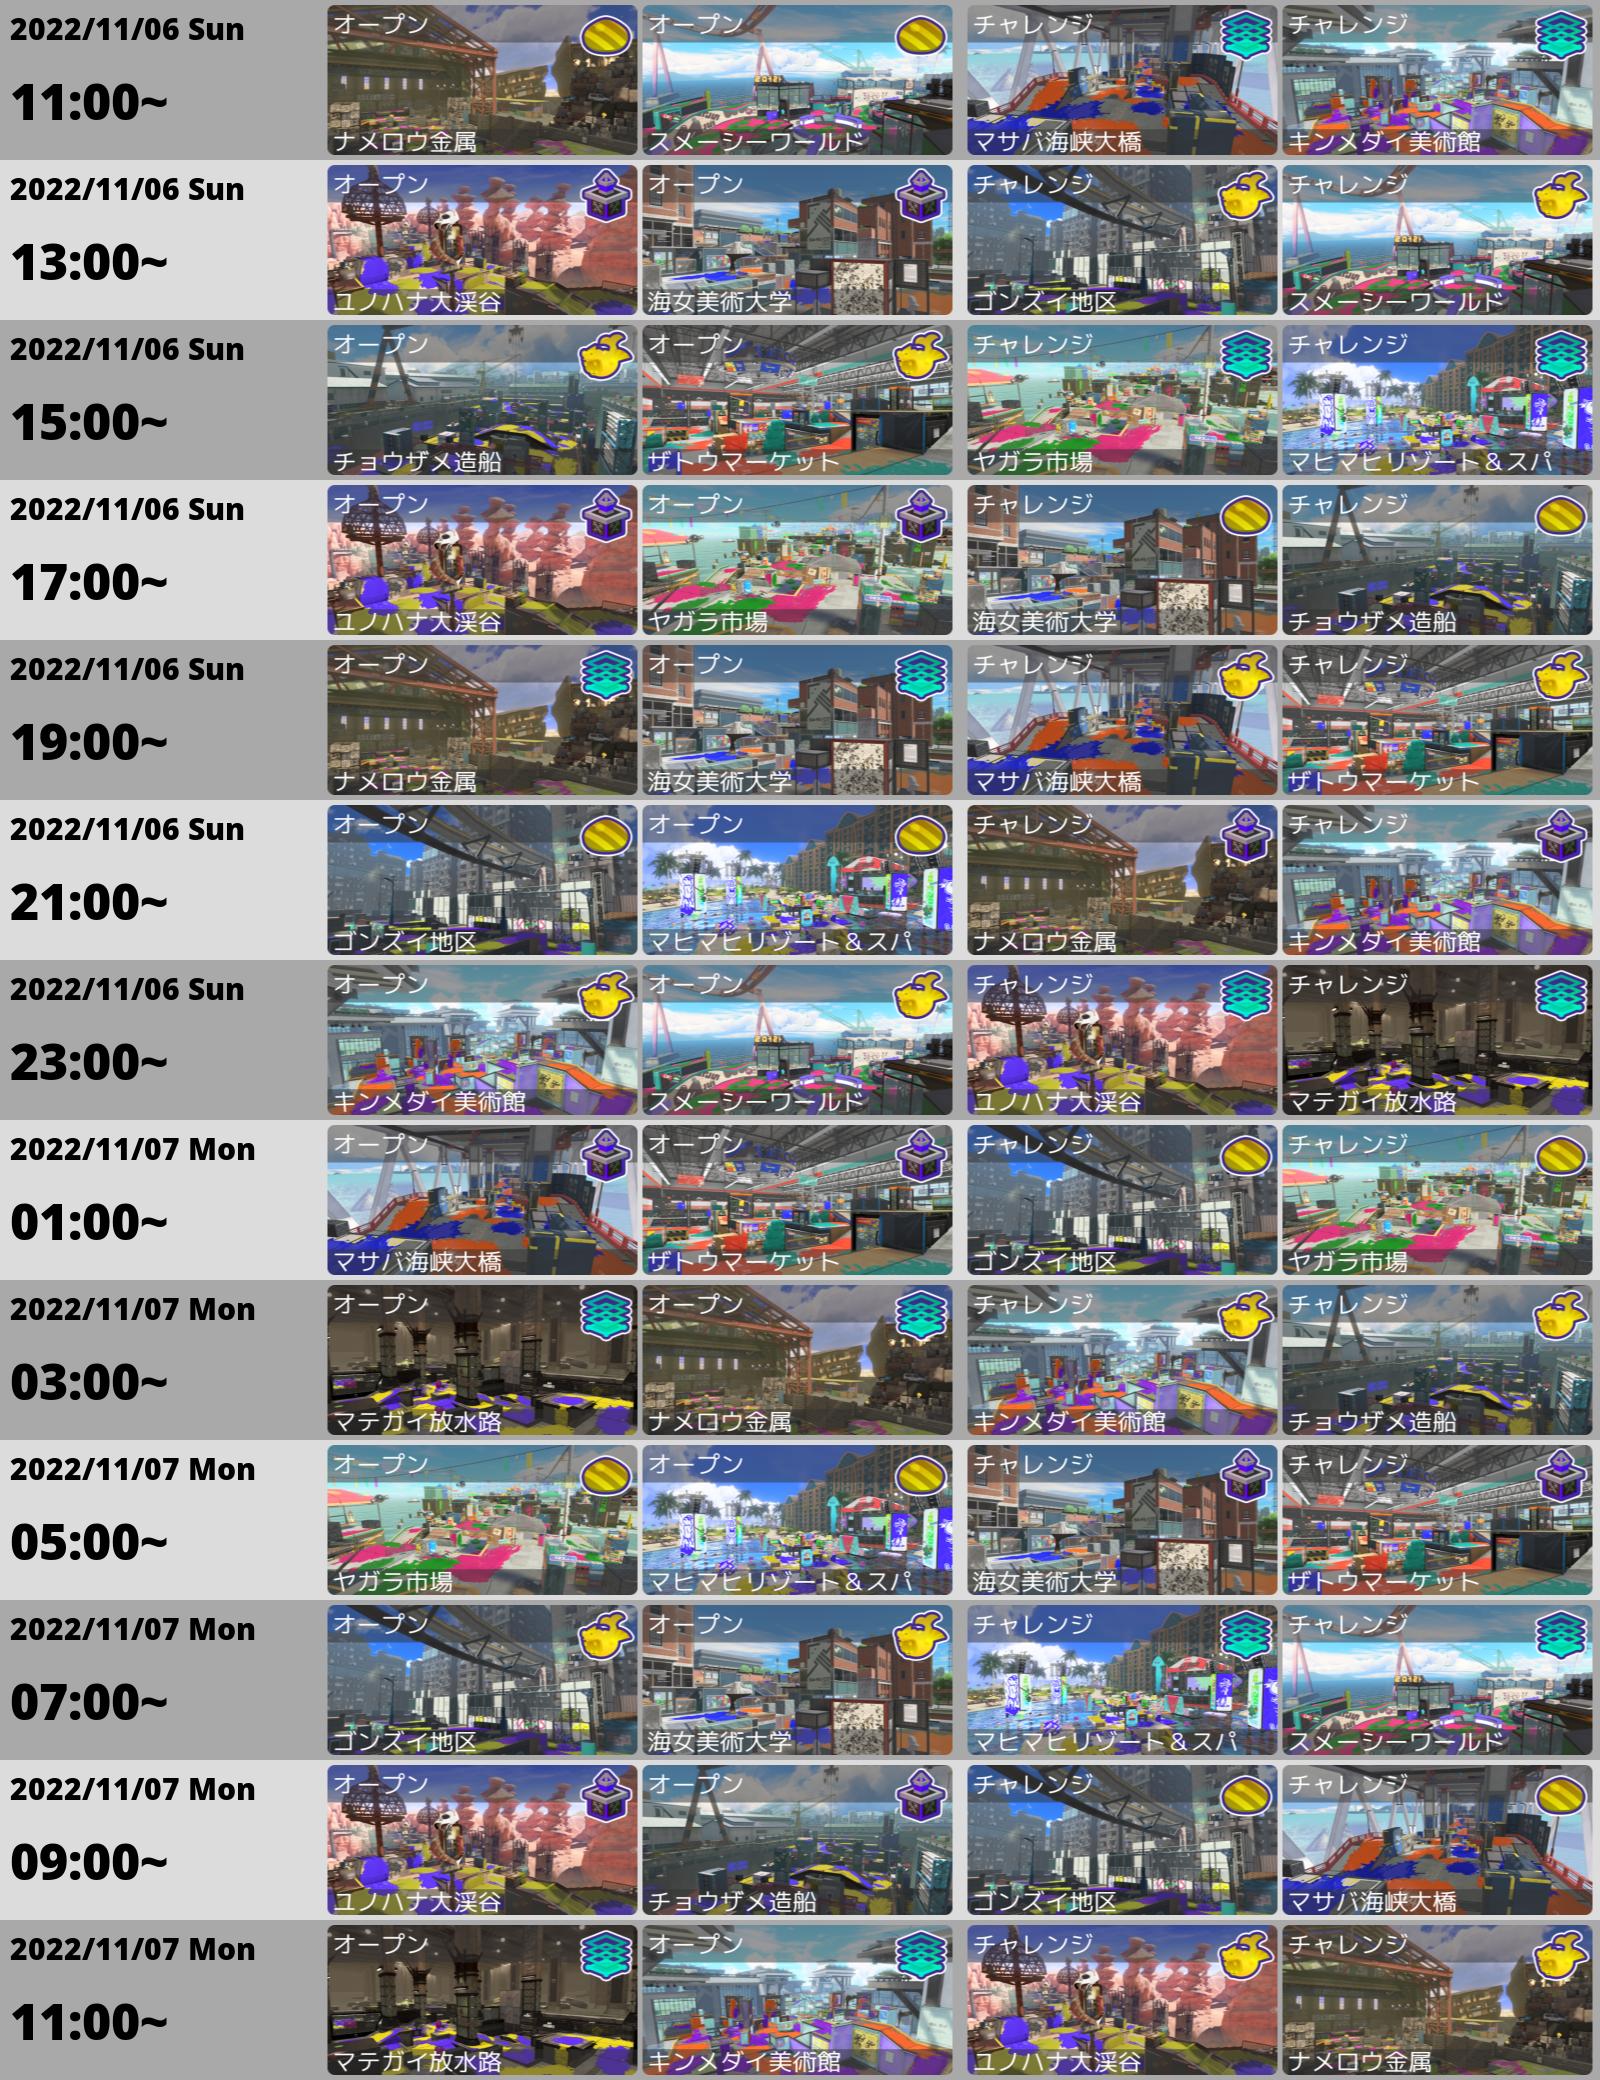 2022/11/06 Sun
11:00~
オープン
ナメロウ金属
オープン
スメーシーワールド
チャレンジ
マサバ海峡大橋
チャレンジ
キンメダイ美術館
2022/11/06 Sun
13:00~
オープン
ユノハナ大渓谷
オープン
海女美術大学
チャレンジ
ゴンズイ地区
チャレンジ
スメーシーワールド
2022/11/06 Sun
15:00~
オープン
チョウザメ造船
オープン
ザトウマーケット
チャレンジ
ヤガラ市場
チャレンジ
マヒマヒリゾート＆スパ
2022/11/06 Sun
17:00~
オープン
ユノハナ大渓谷
オープン
ヤガラ市場
チャレンジ
海女美術大学
チャレンジ
チョウザメ造船
2022/11/06 Sun
19:00~
オープン
ナメロウ金属
オープン
海女美術大学
チャレンジ
マサバ海峡大橋
チャレンジ
ザトウマーケット
2022/11/06 Sun
21:00~
オープン
ゴンズイ地区
オープン
マヒマヒリゾート＆スパ
チャレンジ
ナメロウ金属
チャレンジ
キンメダイ美術館
2022/11/06 Sun
23:00~
オープン
キンメダイ美術館
オープン
スメーシーワールド
チャレンジ
ユノハナ大渓谷
チャレンジ
マテガイ放水路
2022/11/07 Mon
01:00~
オープン
マサバ海峡大橋
オープン
ザトウマーケット
チャレンジ
ゴンズイ地区
チャレンジ
ヤガラ市場
2022/11/07 Mon
03:00~
オープン
マテガイ放水路
オープン
ナメロウ金属
チャレンジ
キンメダイ美術館
チャレンジ
チョウザメ造船
2022/11/07 Mon
05:00~
オープン
ヤガラ市場
オープン
マヒマヒリゾート＆スパ
チャレンジ
海女美術大学
チャレンジ
ザトウマーケット
2022/11/07 Mon
07:00~
オープン
ゴンズイ地区
オープン
海女美術大学
チャレンジ
マヒマヒリゾート＆スパ
チャレンジ
スメーシーワールド
2022/11/07 Mon
09:00~
オープン
ユノハナ大渓谷
オープン
チョウザメ造船
チャレンジ
ゴンズイ地区
チャレンジ
マサバ海峡大橋
2022/11/07 Mon
11:00~
オープン
マテガイ放水路
オープン
キンメダイ美術館
チャレンジ
ユノハナ大渓谷
チャレンジ
ナメロウ金属